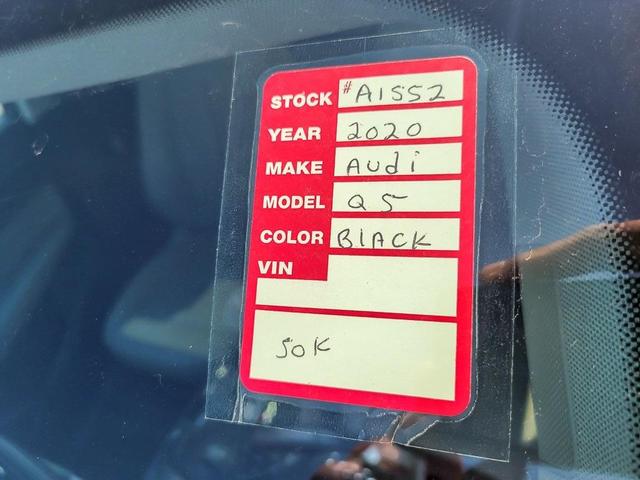 STOCK #A1552
YEAR 2020
MAKE Audi
MODEL Q5
COLOR BLACK
VIN
50K